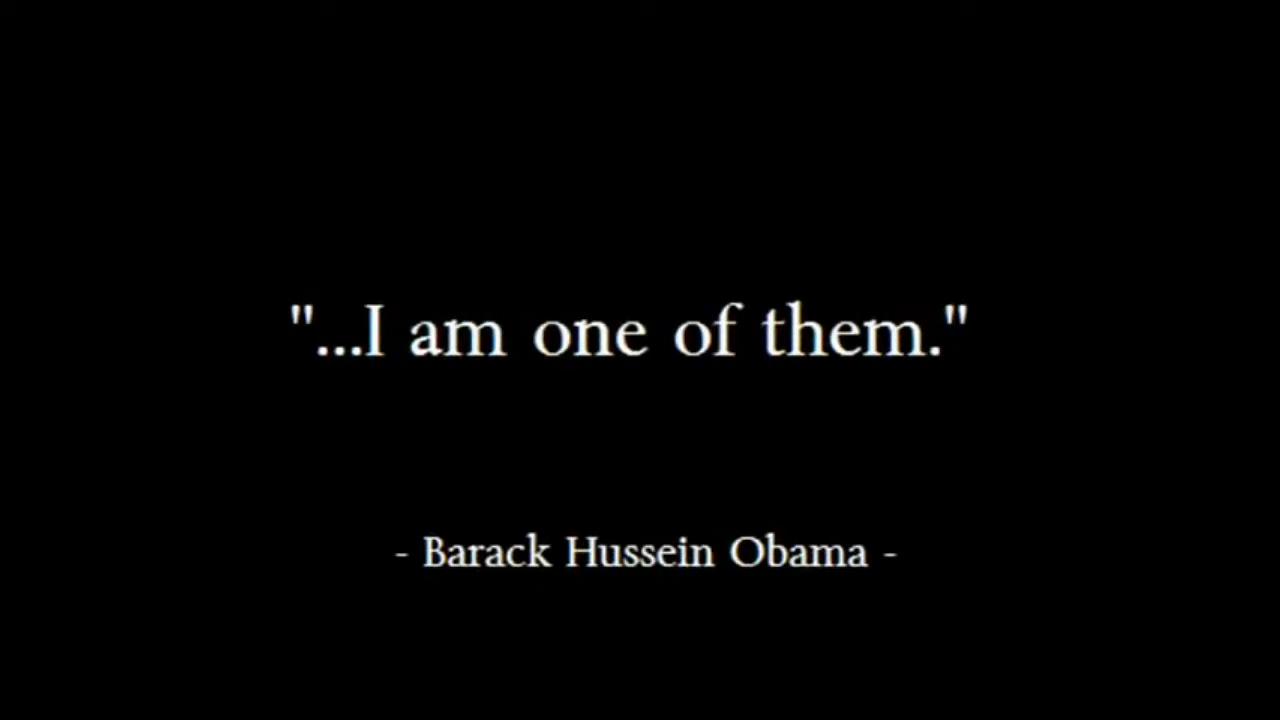 "...I am one of them."
- Barack Hussein Obama -